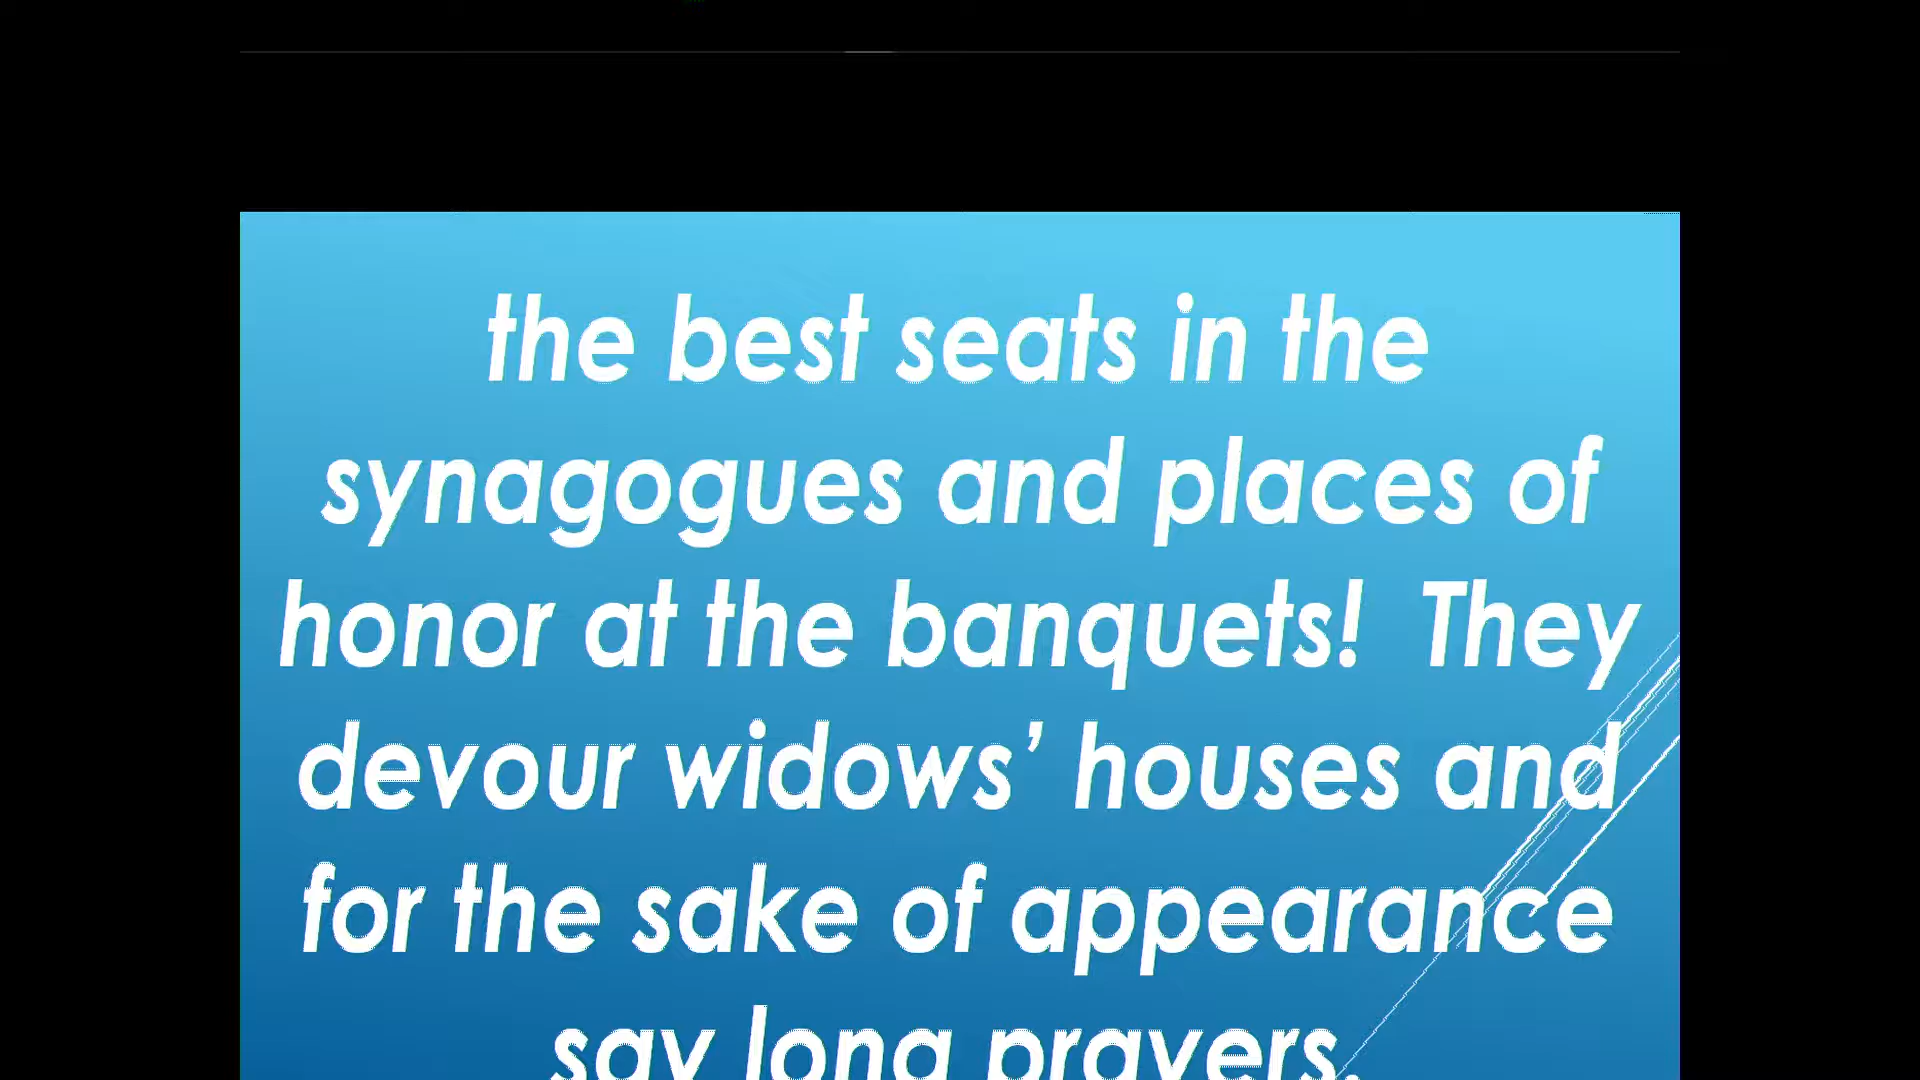 the best seats in the
synagogues and places of
honor at the banquets!  They
devour widows’ houses and
for the sake of appearance
say long prayers.